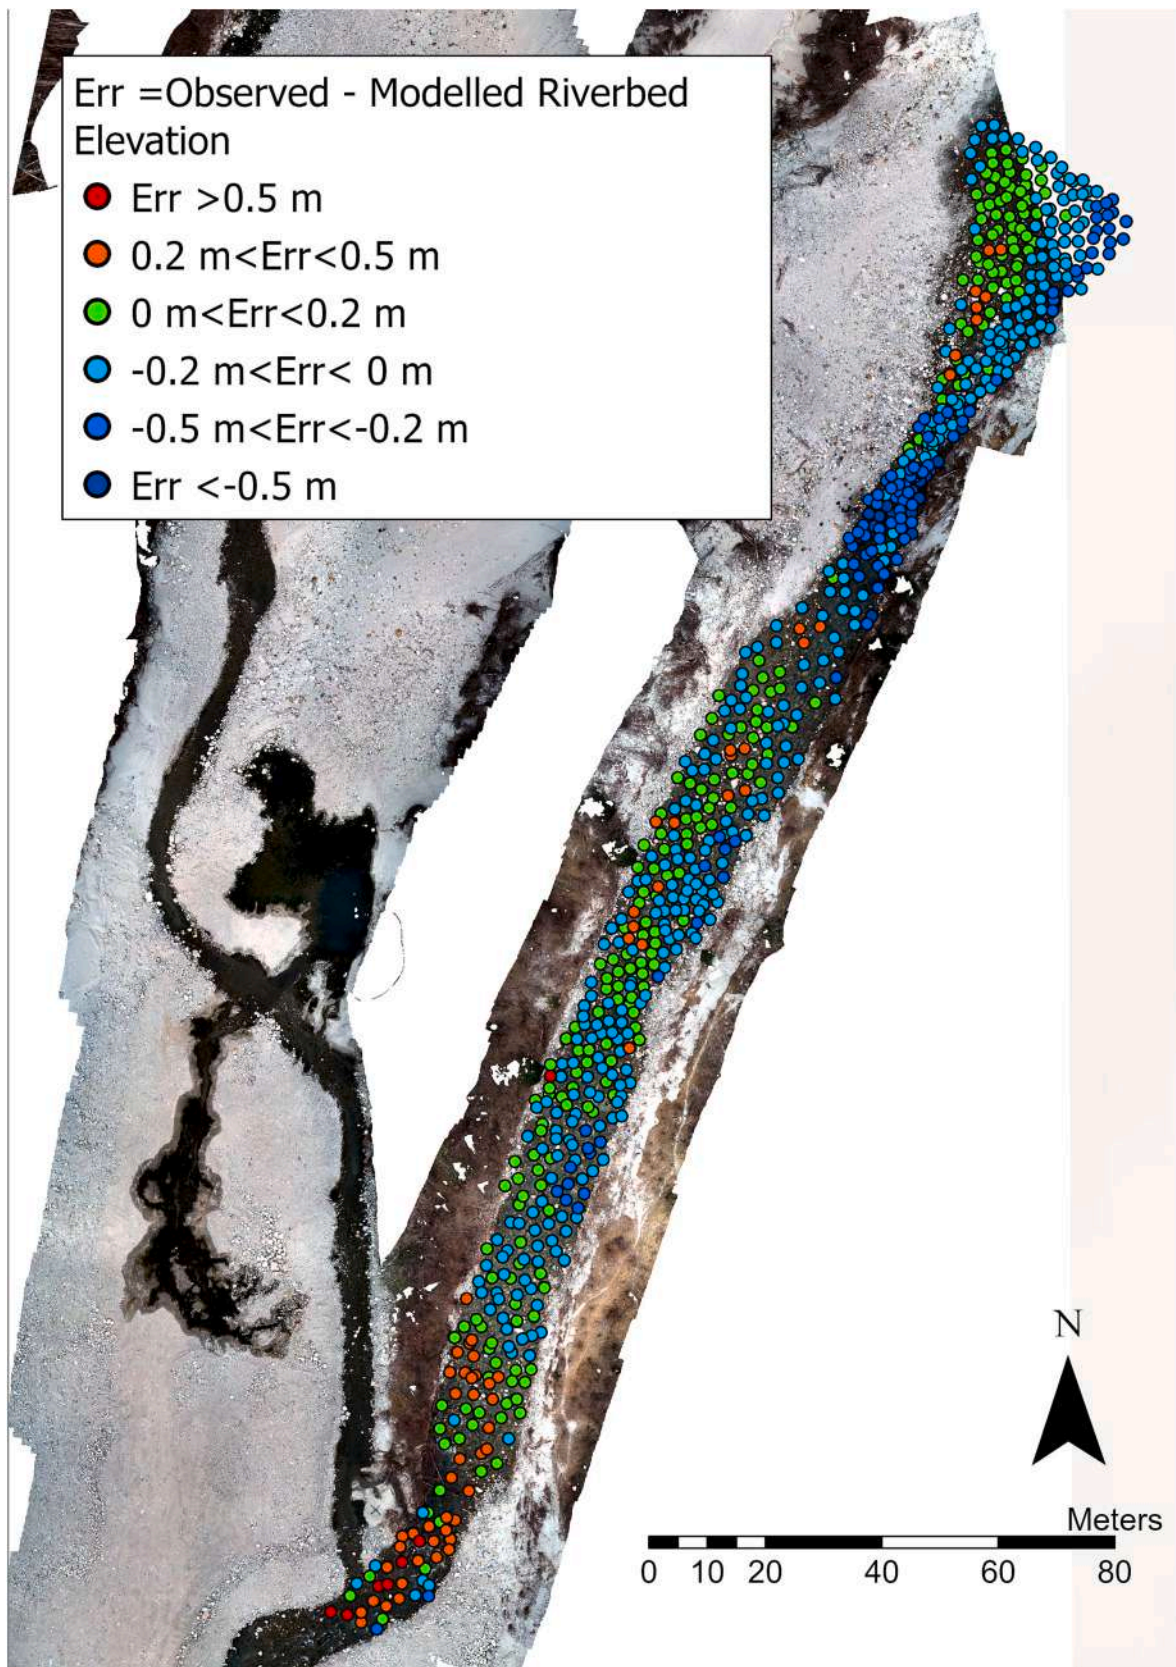 Err =Observed - Modelled Riverbed
Elevation
Err >0.5 m
0.2 m<Err<0.5 m
0 m<Err<0.2 m
-0.2 m<Err< 0 m
-0.5 m<Err<-0.2 m
Err <-0.5 m
N
Meters
0 10 20 40 60 80